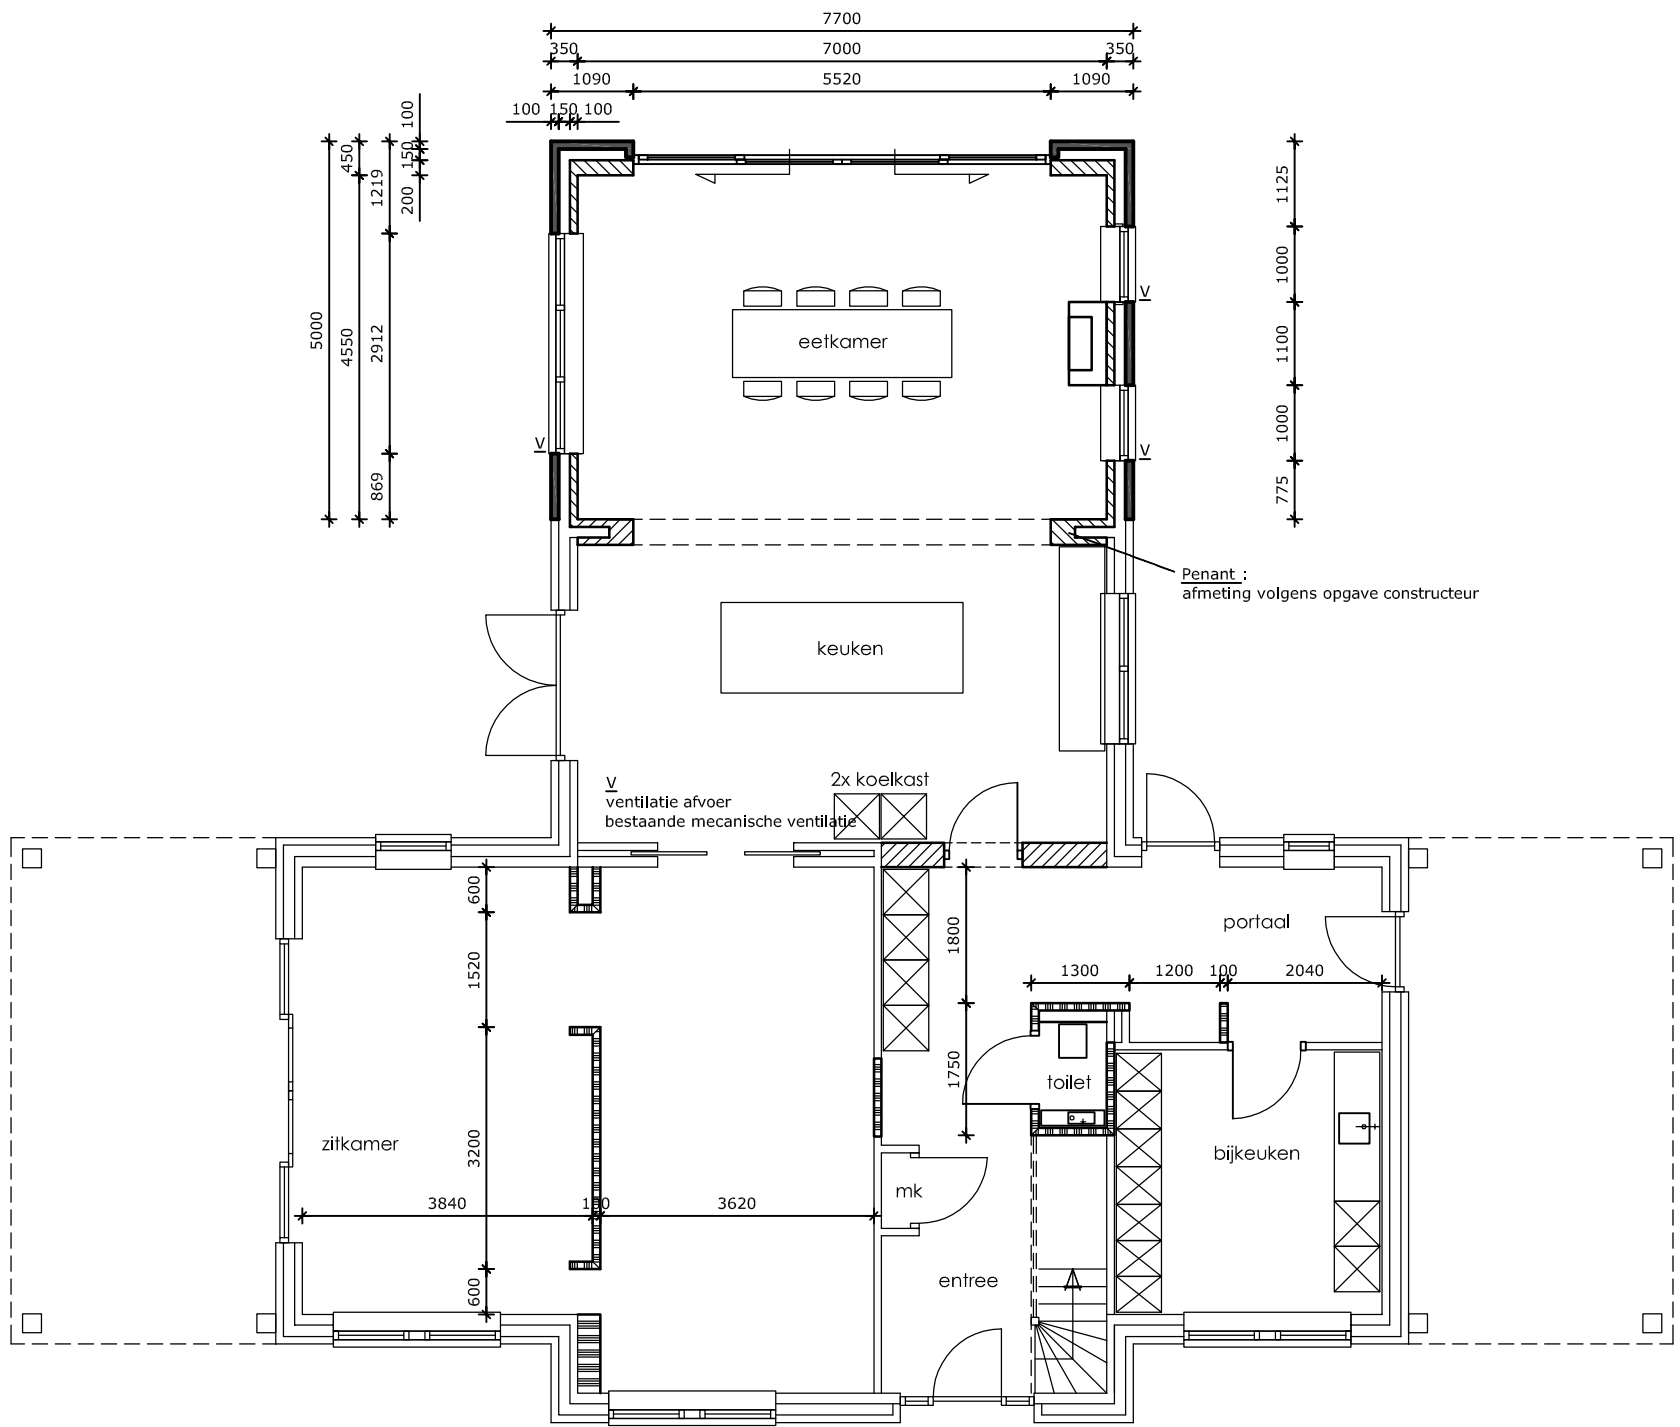 7700
350 7000 350
1090 5520 1090
100 150 100
100
150
200
450
4550
1219
2912
869
5000
1125
1000
1100
1000
775
V
V
V
eetkamer
Penant :
afmeting volgens opgave constructeur
keuken
2x koelkast
V
ventilatie afvoer
bestaande mecanische ventilatie
600
1520
3200
600
1800
1750
portaal
1300 1200 100 2040
toilet
zitkamer
bijkeuken
mk
3840 100 3620
entree